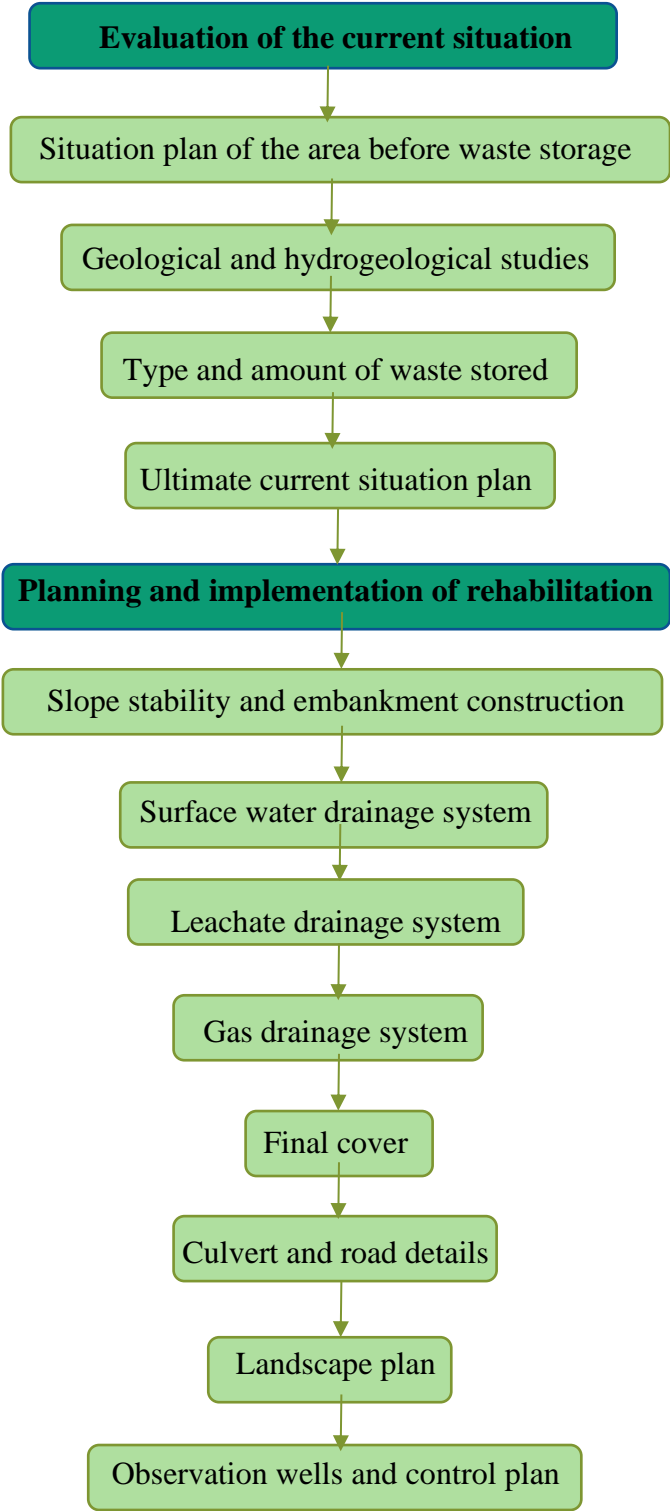 Evaluation of the current situation
Situation plan of the area before waste storage
Geological and hydrogeological studies
Type and amount of waste stored
Ultimate current situation plan
Planning and implementation of rehabilitation
Slope stability and embankment construction
Surface water drainage system
Leachate drainage system
Gas drainage system
Final cover
Culvert and road details
Landscape plan
Observation wells and control plan